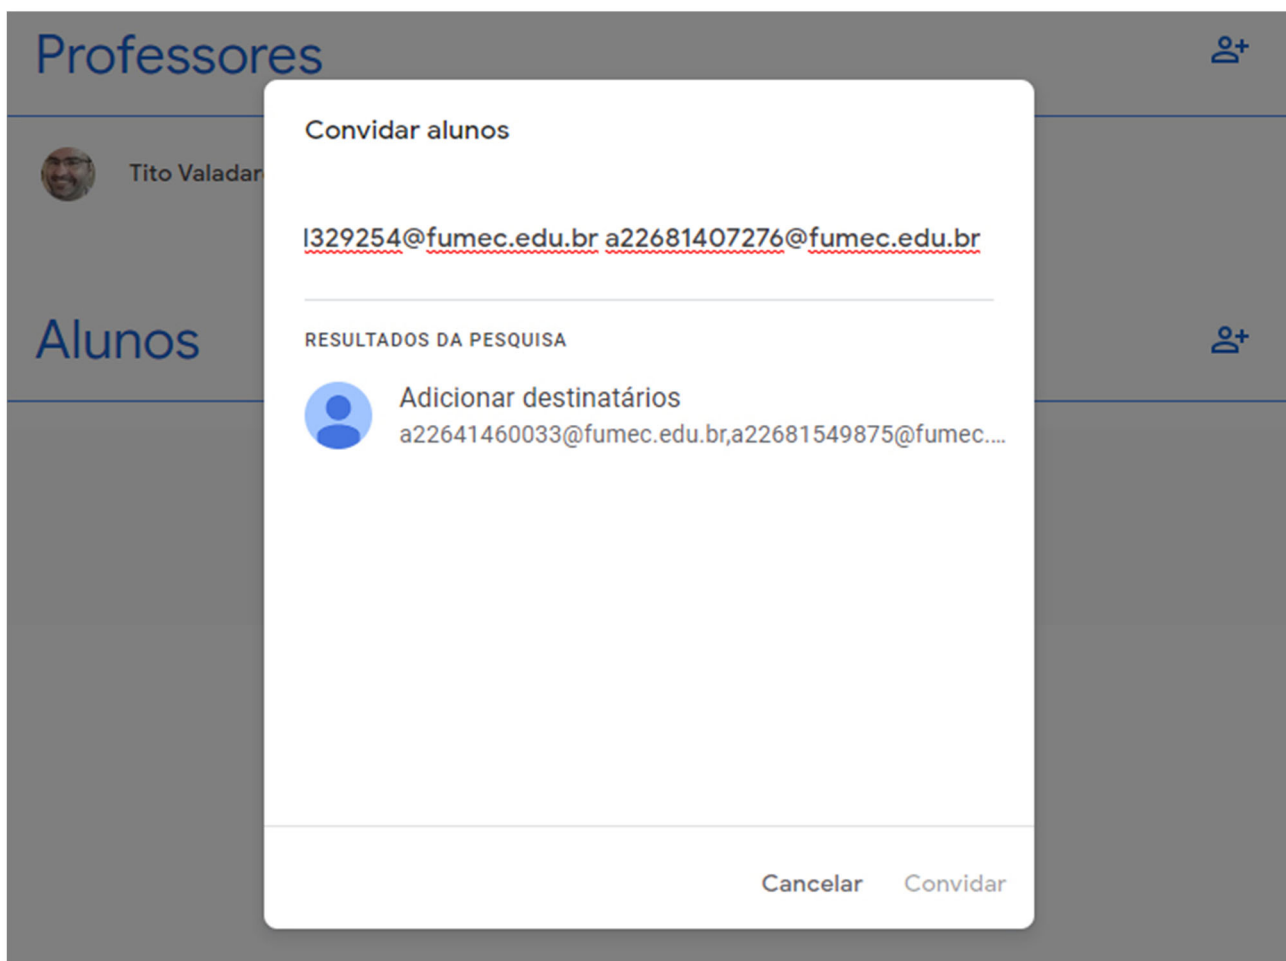 Professores
Convidar alunos
Tito Valadar
329254@fumec.edu.br a22681407276@fumec.edu.br
Alunos
RESULTADOS DA PESQUISA
Adicionar destinatários
a22641460033@fumec.edu.br,a22681549875@fumec....
Cancelar Convidar